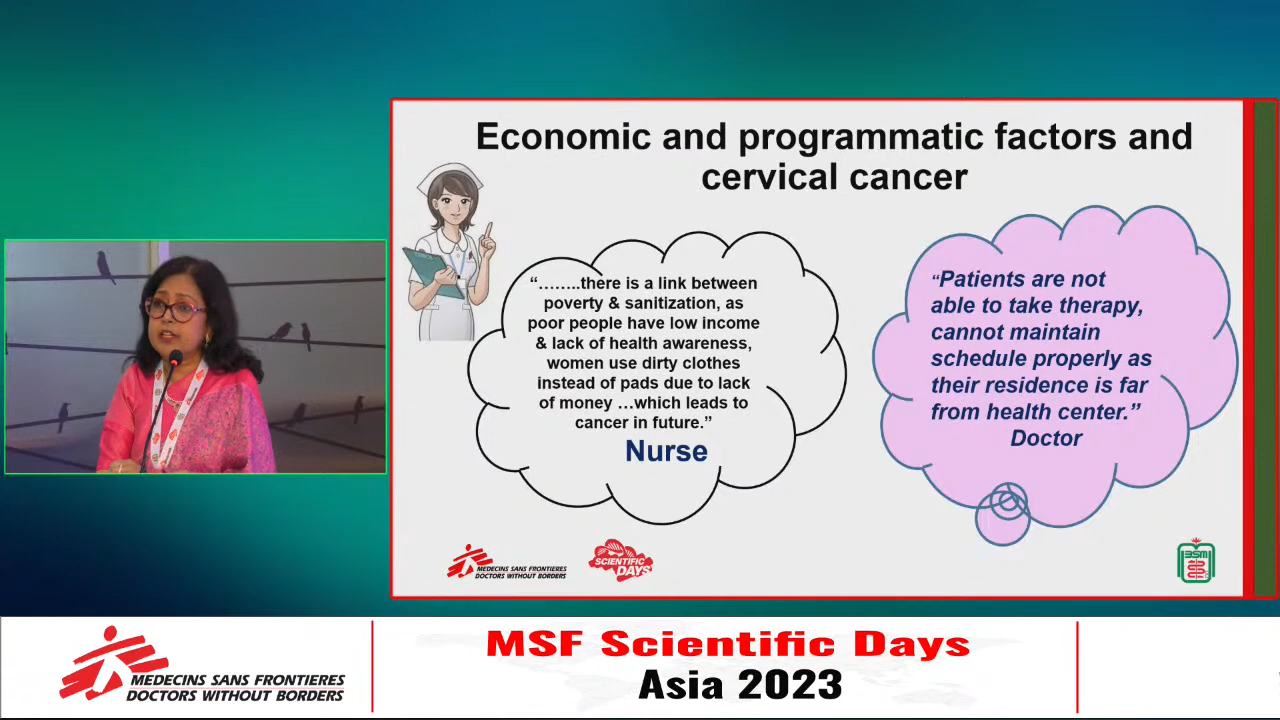 Economic and programmatic factors and
cervical cancer
“……..there is a link between
poverty & sanitization, as
poor people have low income
& lack of health awareness,
women use dirty clothes
instead of pads due to lack
of money …which leads to
cancer in future.”
Nurse
“Patients are not
able to take therapy,
cannot maintain
schedule properly as
their residence is far
from health center.”
Doctor
MEDECINS SANS FRONTIERES
DOCTORS WITHOUT BORDERS
SCIENTIFIC
DAYS
BSM
MEDECINS SANS FRONTIERES
DOCTORS WITHOUT BORDERS
MSF Scientific Days
Asia 2023